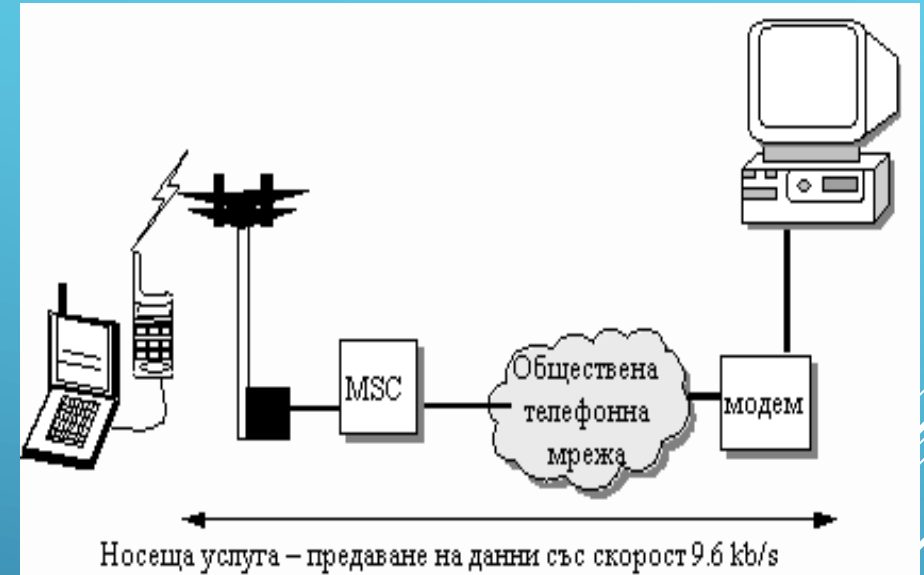 MSC
Обществена
телефонна
мрежа
модем
Носеща услуга – предаване на данни със скорост 9.6 kb/s